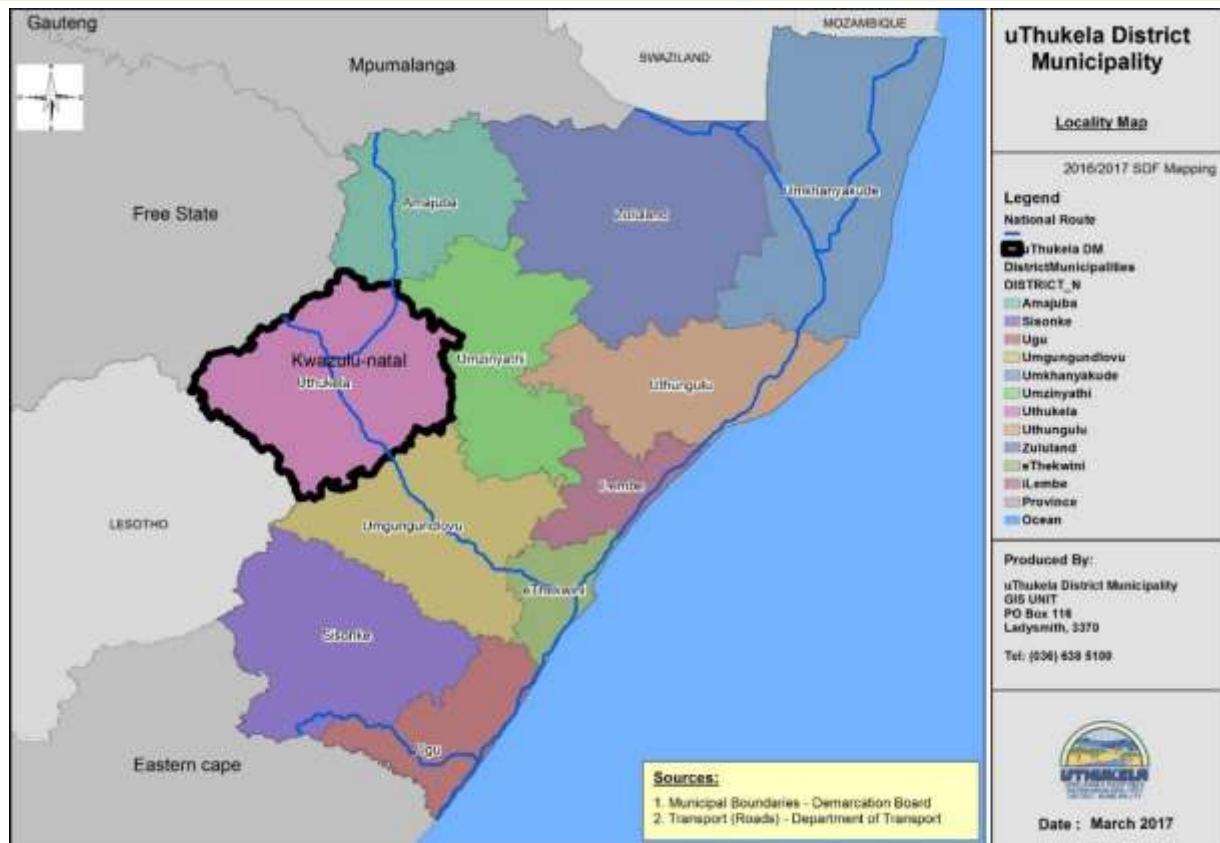 Gauteng
MOZAMBIQUE
SWAZILAND
Mpumalanga
Umkhanyakude
Amajuba
Zululand
Free State
Kwazulu-natal
Umzinyathi
Uthukela
Uthungulu
iLembe
LESOTHO
Umgungundlovu
eThekwini
Sisonke
Ugu
Eastern cape
Sources:
1. Municipal Boundaries - Demarcation Board
2. Transport (Roads) - Department of Transport
uThukela District
Municipality
Locality Map
2016/2017 SDF Mapping
Legend
National Route
uThukela DM
DistrictMunicipalities
DISTRICT_N
Amajuba
Sisonke
Ugu
Umgungundlovu
Umkhanyakude
Umzinyathi
Uthukela
Uthungulu
Zululand
eThekwini
iLembe
Province
Ocean
Produced By:
uThukela District Municipality
GIS UNIT
PO Box 116
Ladysmith, 3370
Tel: (036) 638 5100
UTHUKELA
DISTRICT MUNICIPALITY
Date : March 2017